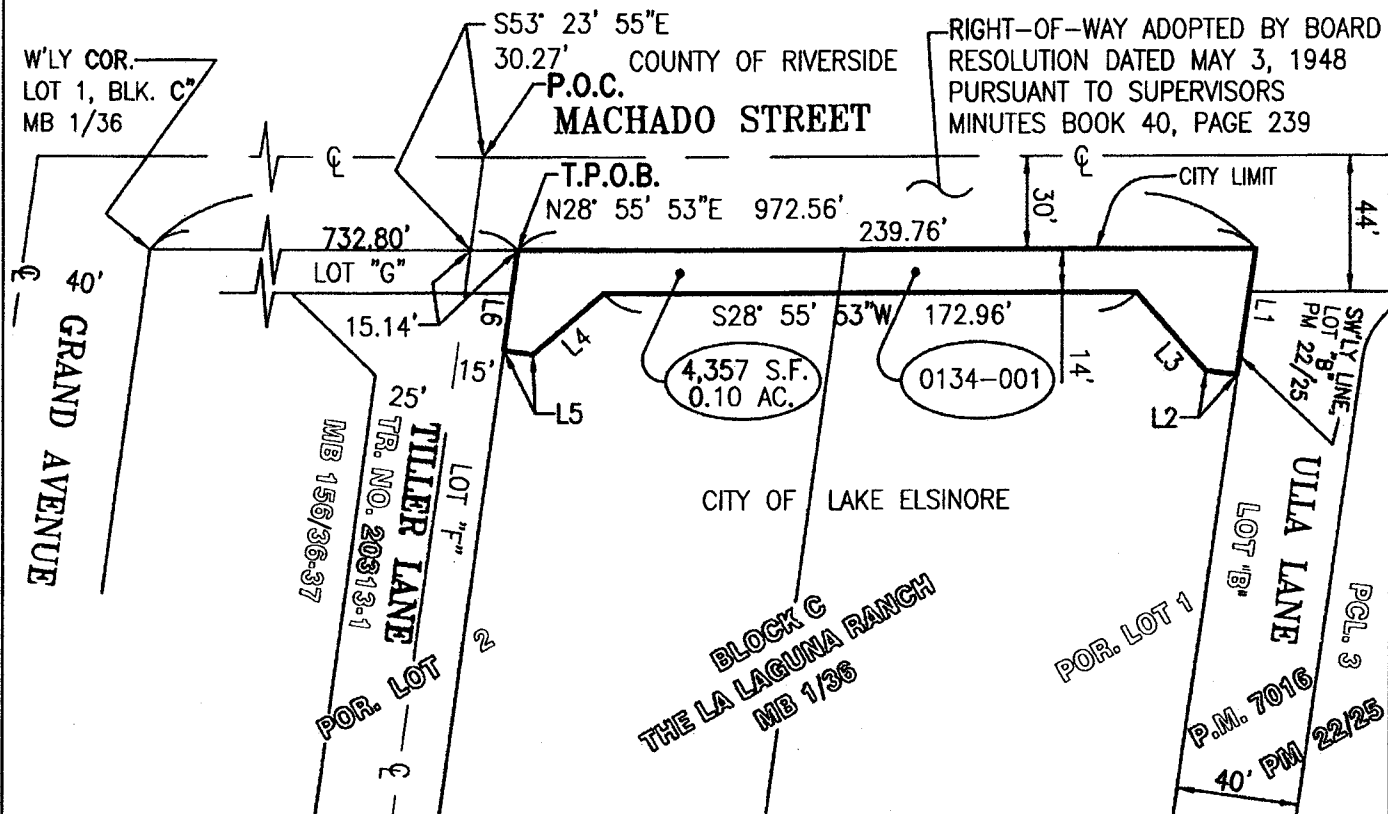 S53° 23' 55"E
30.27'
COUNTY OF RIVERSIDE
P.O.C.
MACHADO STREET
RIGHT-OF-WAY ADOPTED BY BOARD
RESOLUTION DATED MAY 3, 1948
PURSUANT TO SUPERVISORS
MINUTES BOOK 40, PAGE 239
W'LY COR.
LOT 1, BLK. C"
MB 1/36
℄
℄
T.P.O.B.
CITY LIMIT
N28° 55' 53"E 972.56'
30'
44'
732.80'
239.76'
LOT "G"
℄
40'
GRAND AVENUE
15.14'
L6
L4
S28° 55' 53"W 172.96'
L3
L1
SW'LY LINE,
LOT "B"
PM 22/25
15'
4,357 S.F.
0.10 AC.
0134-001
14'
L5
L2
25'
TILLER LANE
TR. NO. 20313-1
MB 156/36-37
LOT "F"
CITY OF LAKE ELSINORE
ULLA LANE
LOT "B"
PCL. 3
POR. LOT 2
BLOCK C
THE LA LAGUNA RANCH
MB 1/36
POR. LOT 1
P.M. 7016
PM 22/25
40'
℄